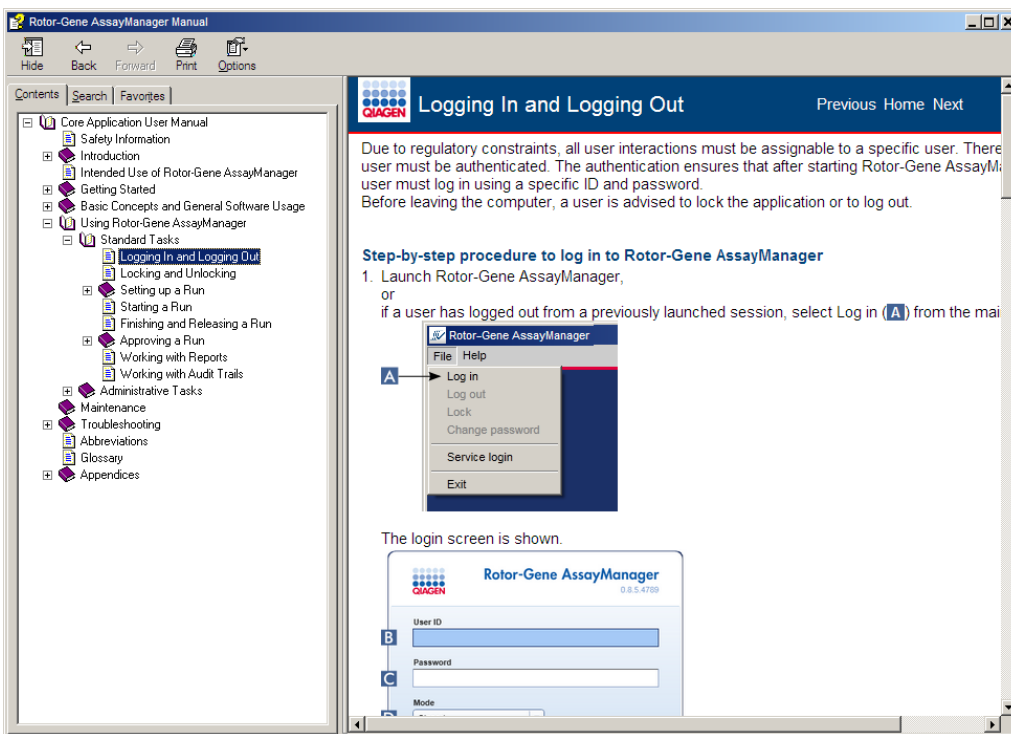 Rotor-Gene AssayManager Manual
Hide Back Forward Print Options
Contents Search Favorites
Core Application User Manual
Safety Information
Introduction
Intended Use of Rotor-Gene AssayManager
Getting Started
Basic Concepts and General Software Usage
Using Rotor-Gene AssayManager
Standard Tasks
Logging In and Logging Out
Locking and Unlocking
Setting up a Run
Starting a Run
Finishing and Releasing a Run
Approving a Run
Working with Reports
Working with Audit Trails
Administrative Tasks
Maintenance
Troubleshooting
Abbreviations
Glossary
Appendices
QIAGEN
Logging In and Logging Out
Previous Home Next
Due to regulatory constraints, all user interactions must be assignable to a specific user. There
user must be authenticated. The authentication ensures that after starting Rotor-Gene AssayM
user must log in using a specific ID and password.
Before leaving the computer, a user is advised to lock the application or to log out.
Step-by-step procedure to log in to Rotor-Gene AssayManager
1. Launch Rotor-Gene AssayManager,
or
if a user has logged out from a previously launched session, select Log in (A) from the mai
Rotor-Gene AssayManager
File Help
A Log in
Log out
Lock
Change password
Service login
Exit
The login screen is shown.
QIAGEN
Rotor-Gene AssayManager
0.8.5.4789
User ID
B
Password
C
Mode